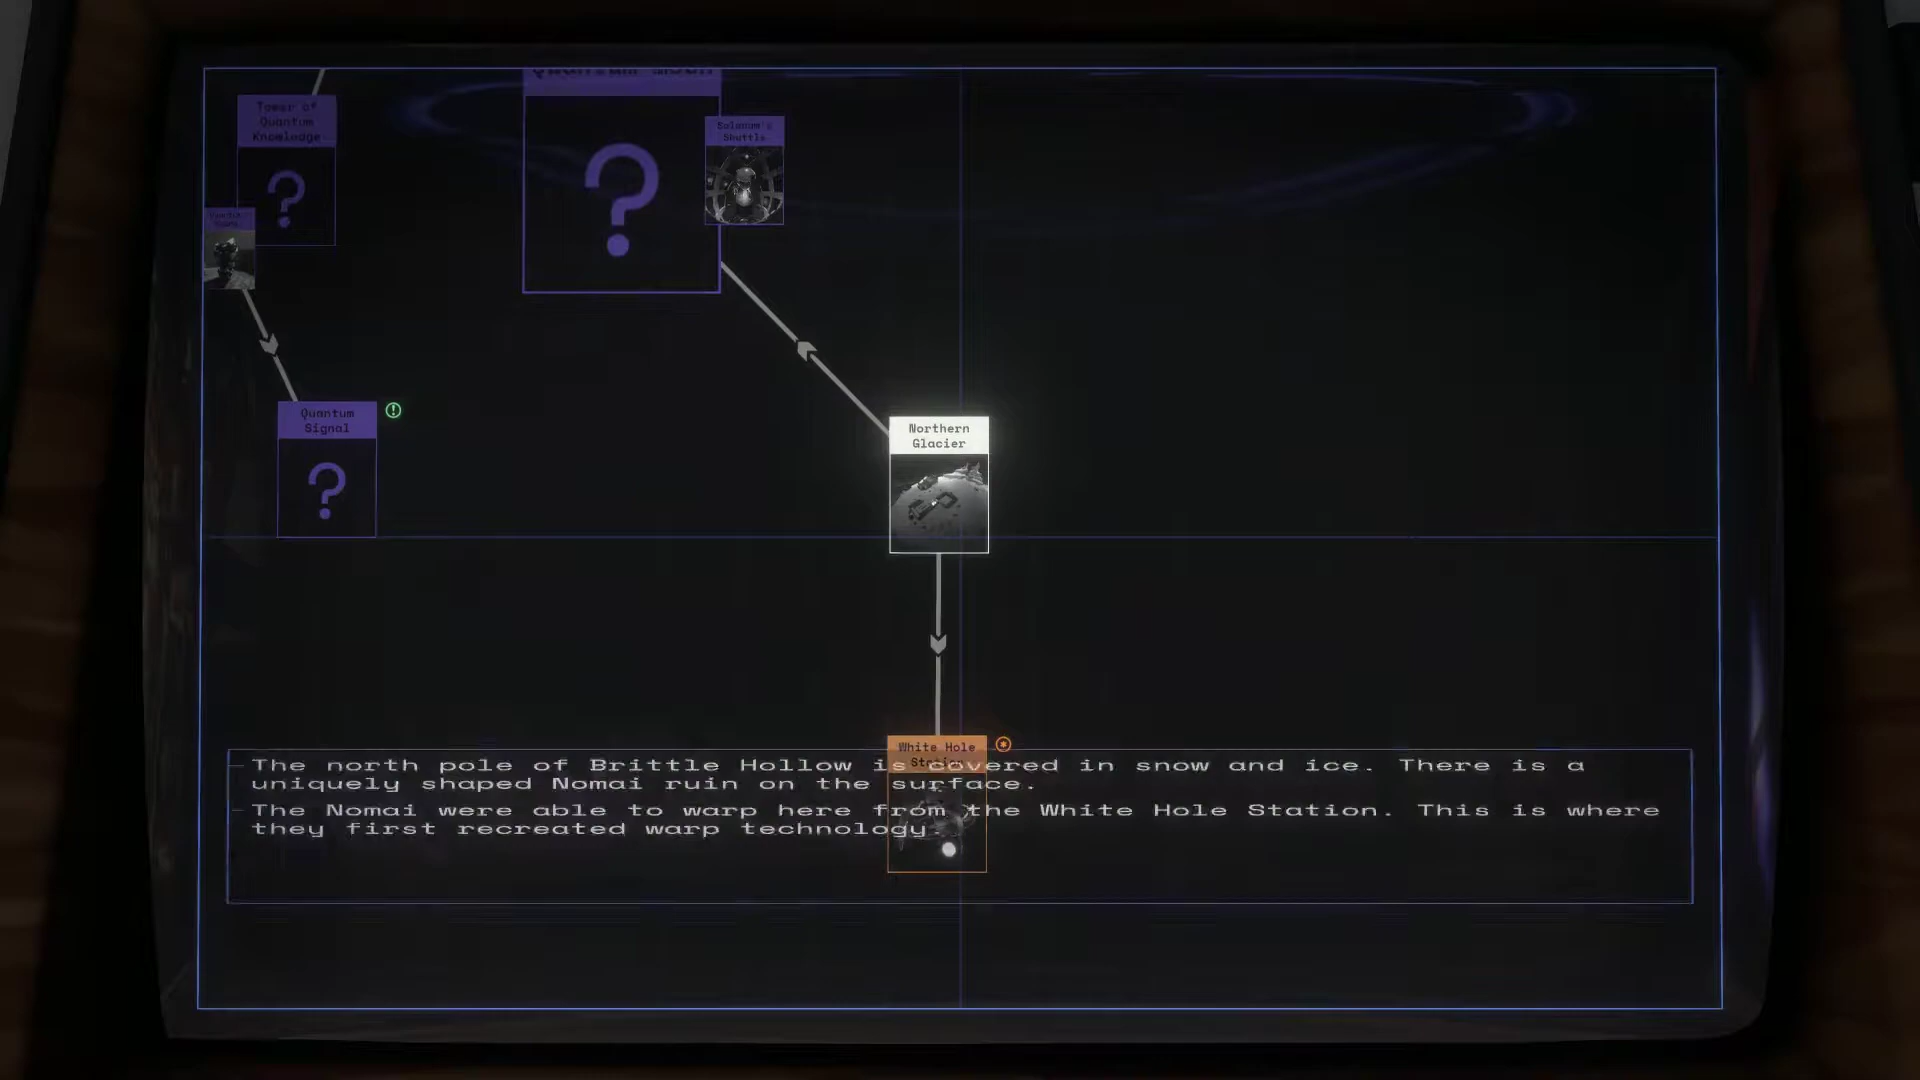 Tower of
Quantum
Knowledge
Solanum's
Shuttle
?
?
Quantum
Signal
?
Northern
Glacier
White Hole
Station
The north pole of Brittle Hollow is covered in snow and ice. There is a
uniquely shaped Nomai ruin on the surface.
The Nomai were able to warp here from the White Hole Station. This is where
they first recreated warp technology.